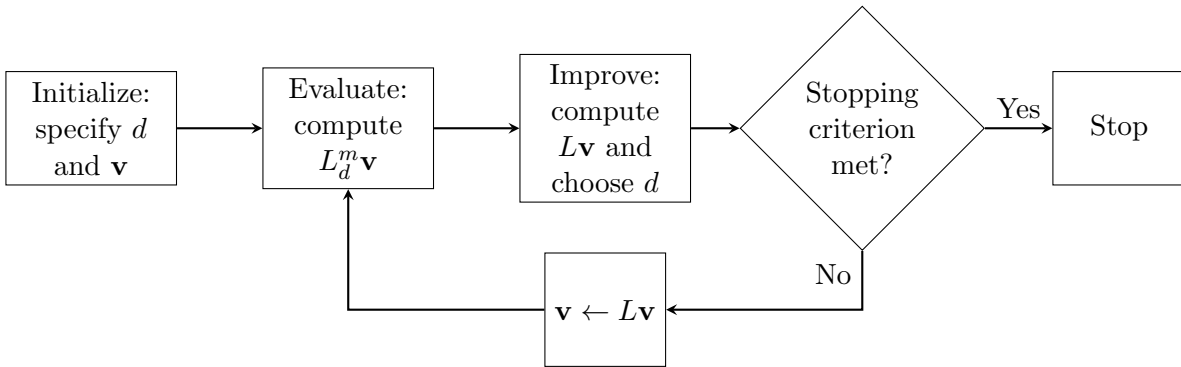 Initialize:
specify d
and v
Evaluate:
compute
L_d^m v
Improve:
compute
Lv and
choose d
Stopping
criterion
met?
Yes
Stop
No
v ← Lv